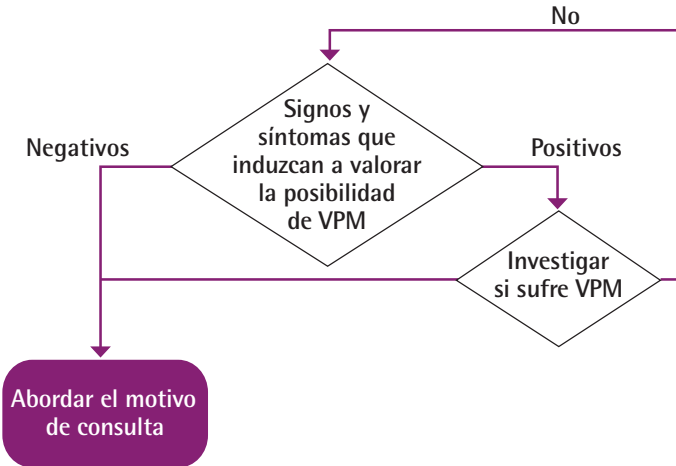 No
Signos y
síntomas que
induzcan a valorar
la posibilidad
de VPM
Negativos
Positivos
Investigar
si sufre VPM
Abordar el motivo
de consulta